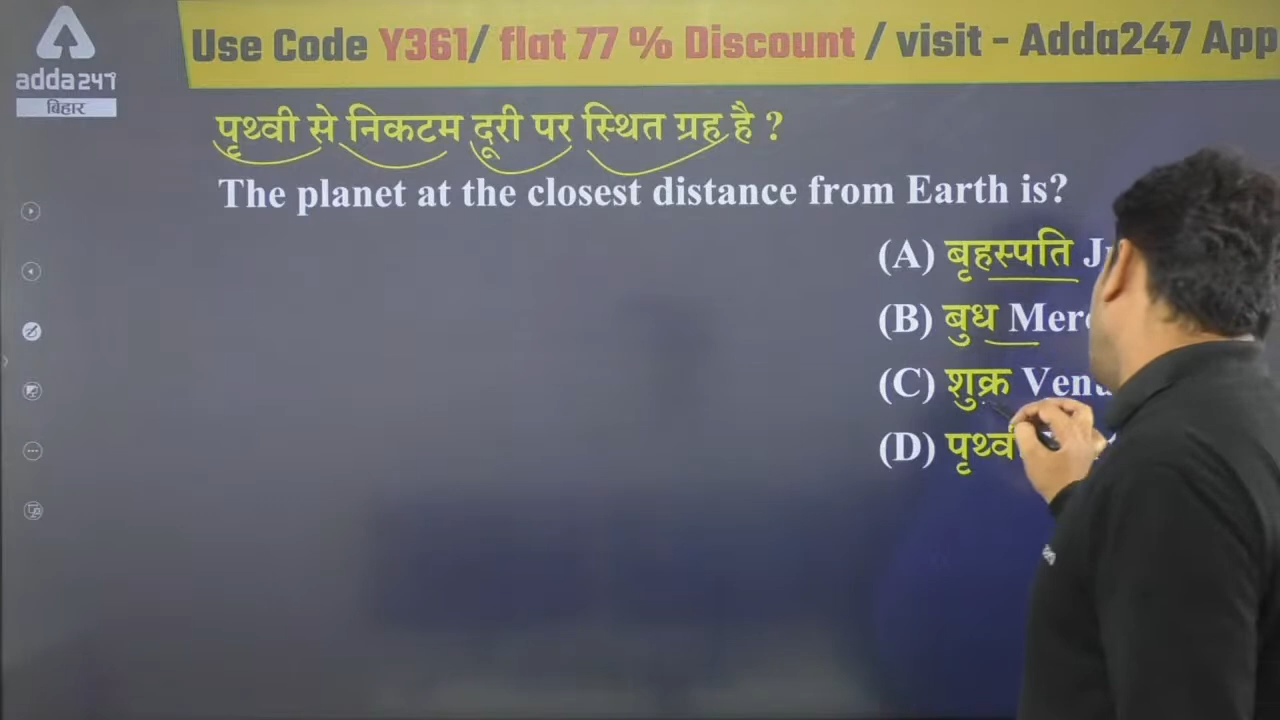 Use Code Y361/ flat 77 % Discount / visit - Adda247 App
adda247
बिहार
पृथ्वी से निकटम दूरी पर स्थित ग्रह है ?
The planet at the closest distance from Earth is?
(A) बृहस्पति
(B) बुध
(C) शुक्र
(D)